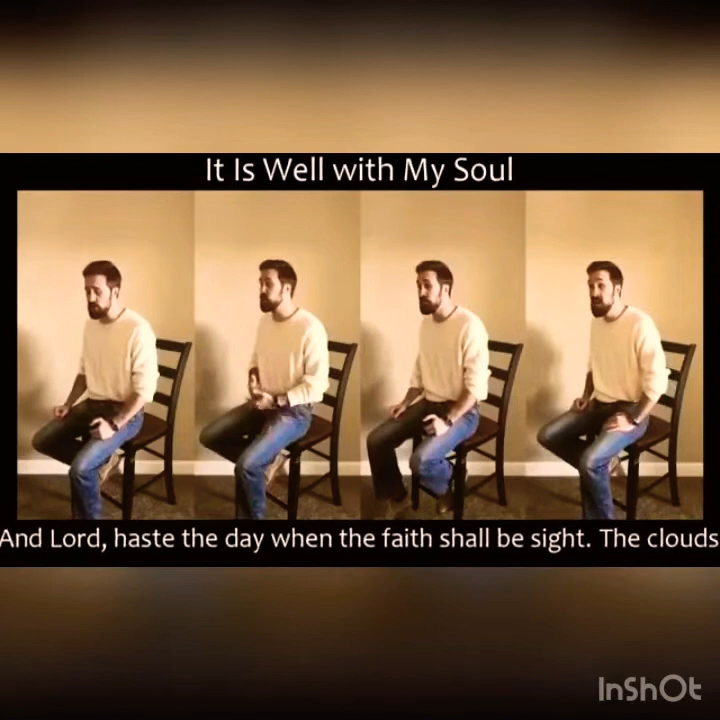 It Is Well with My Soul
And Lord, haste the day when the faith shall be sight. The clouds
InShOt